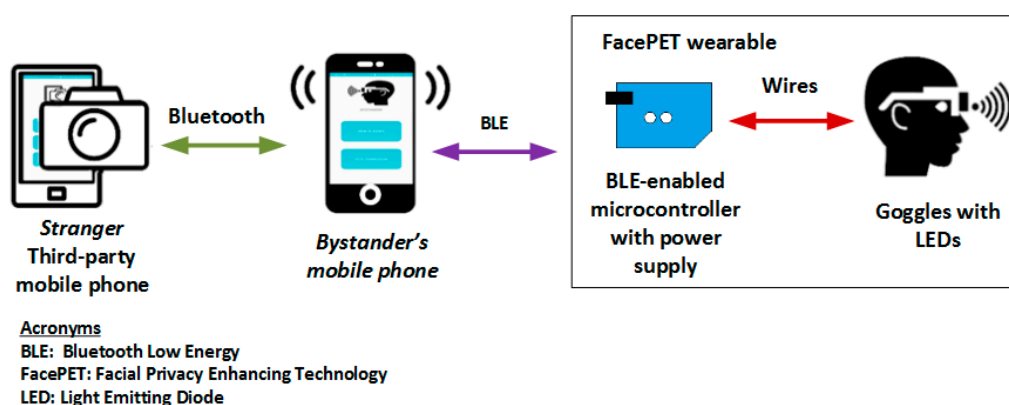 Bluetooth
BLE
FacePET wearable
Wires
Stranger
Third-party
mobile phone
Bystander's
mobile phone
BLE-enabled
microcontroller
with power
supply
Goggles with
LEDs
Acronyms
BLE: Bluetooth Low Energy
FacePET: Facial Privacy Enhancing Technology
LED: Light Emitting Diode